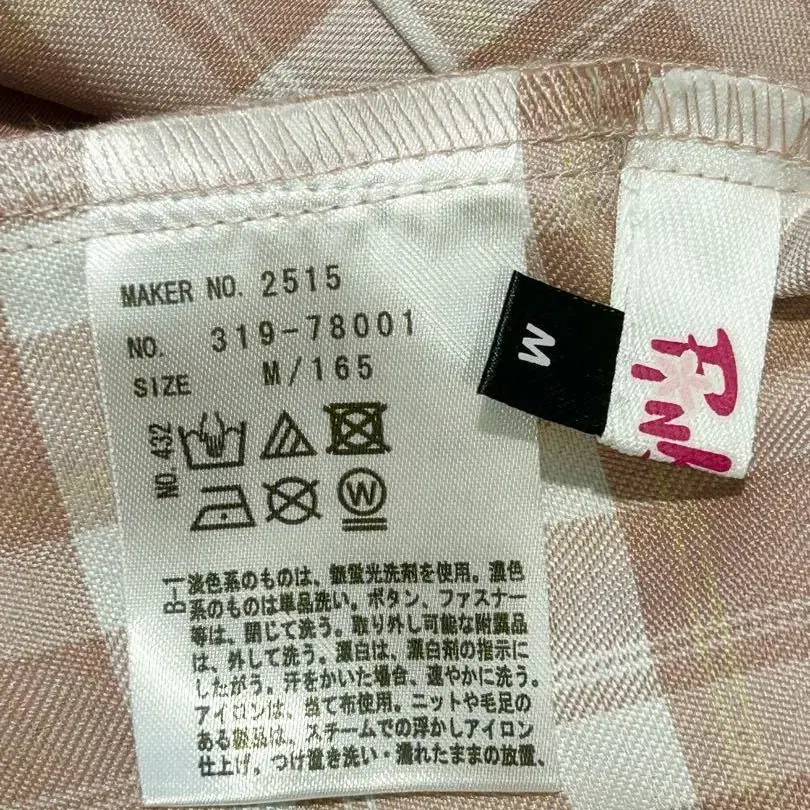 MAKER NO. 2515
NO. 319-78001
SIZE M/165
NO.432
W
B-1
淡色系のものは、無蛍光洗剤を使用。濃色
系のものは単品洗い。ボタン、ファスナー
等は、閉じて洗う。取り外し可能な附属品
は、外して洗う。漂白は、漂白剤の指示に
したがう。汗をかいた場合、速やかに洗う。
アイロンは、当て布使用。ニットや毛足の
ある製品は、スチームでの浮かしアイロン
仕上げ。つけ置き洗い・濡れたままの放置、
M
PINK